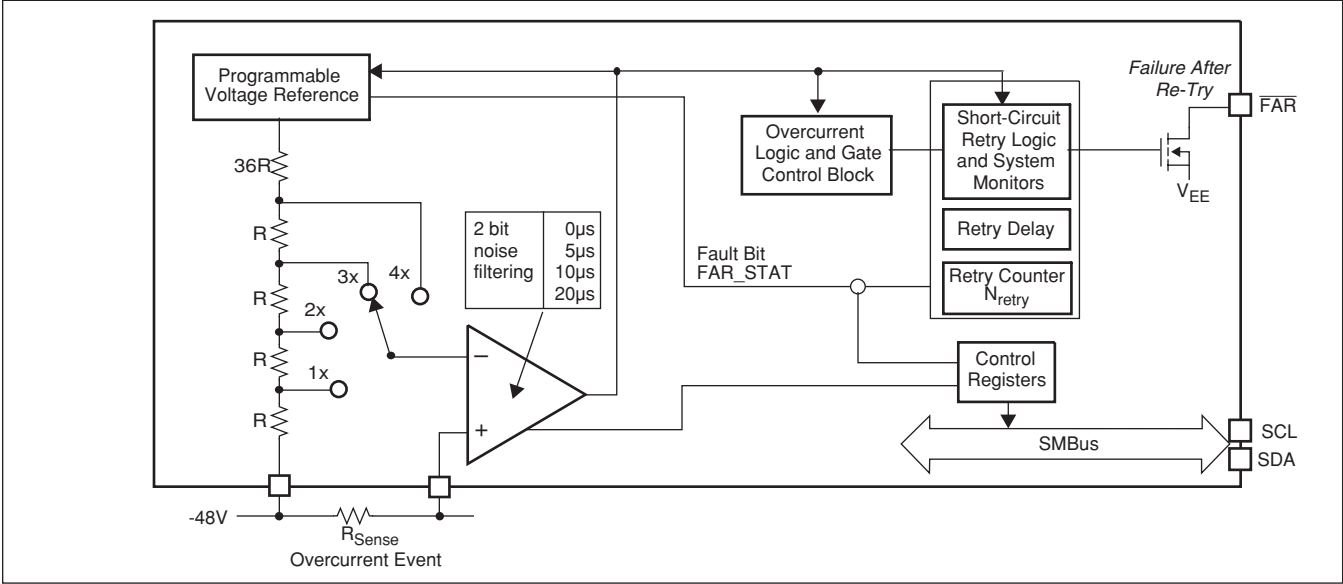 Programmable
Voltage Reference
36R
R
R
R
R
3x
4x
2x
1x
2 bit
noise
filtering
0µs
5µs
10µs
20µs
−
+
Overcurrent
Logic and Gate
Control Block
Short-Circuit
Retry Logic
and System
Monitors
Retry Delay
Retry Counter
Nretry
Fault Bit
FAR_STAT
Control
Registers
SMBus
Failure After
Re-Try
FAR
VEE
SCL
SDA
-48V
RSense
Overcurrent Event